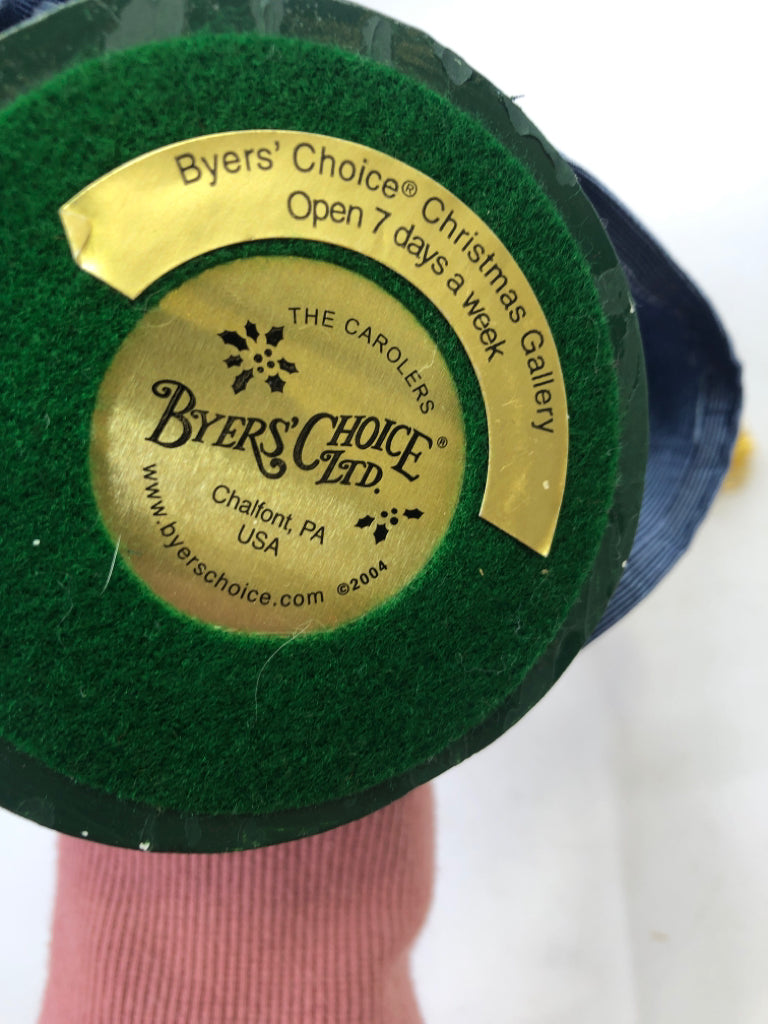 Byers' Choice® Christmas Gallery
Open 7 days a week
THE CAROLERS
BYERS' CHOICE®
LTD.
Chalfont, PA
USA
www.byerschoice.com ©2004